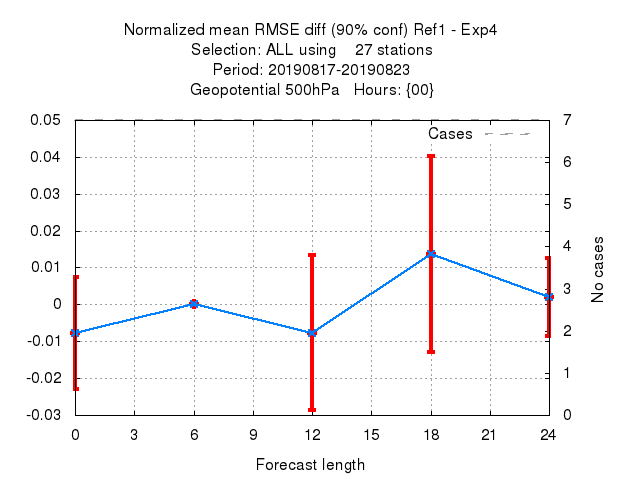 Normalized mean RMSE diff (90% conf) Ref1 - Exp4
Selection: ALL using 27 stations
Period: 20190817-20190823
Geopotential 500hPa Hours: {00}
Cases
0.05
0.04
0.03
0.02
0.01
0
-0.01
-0.02
-0.03
7
6
5
4
3
2
1
0
No cases
0 3 6 9 12 15 18 21 24
Forecast length